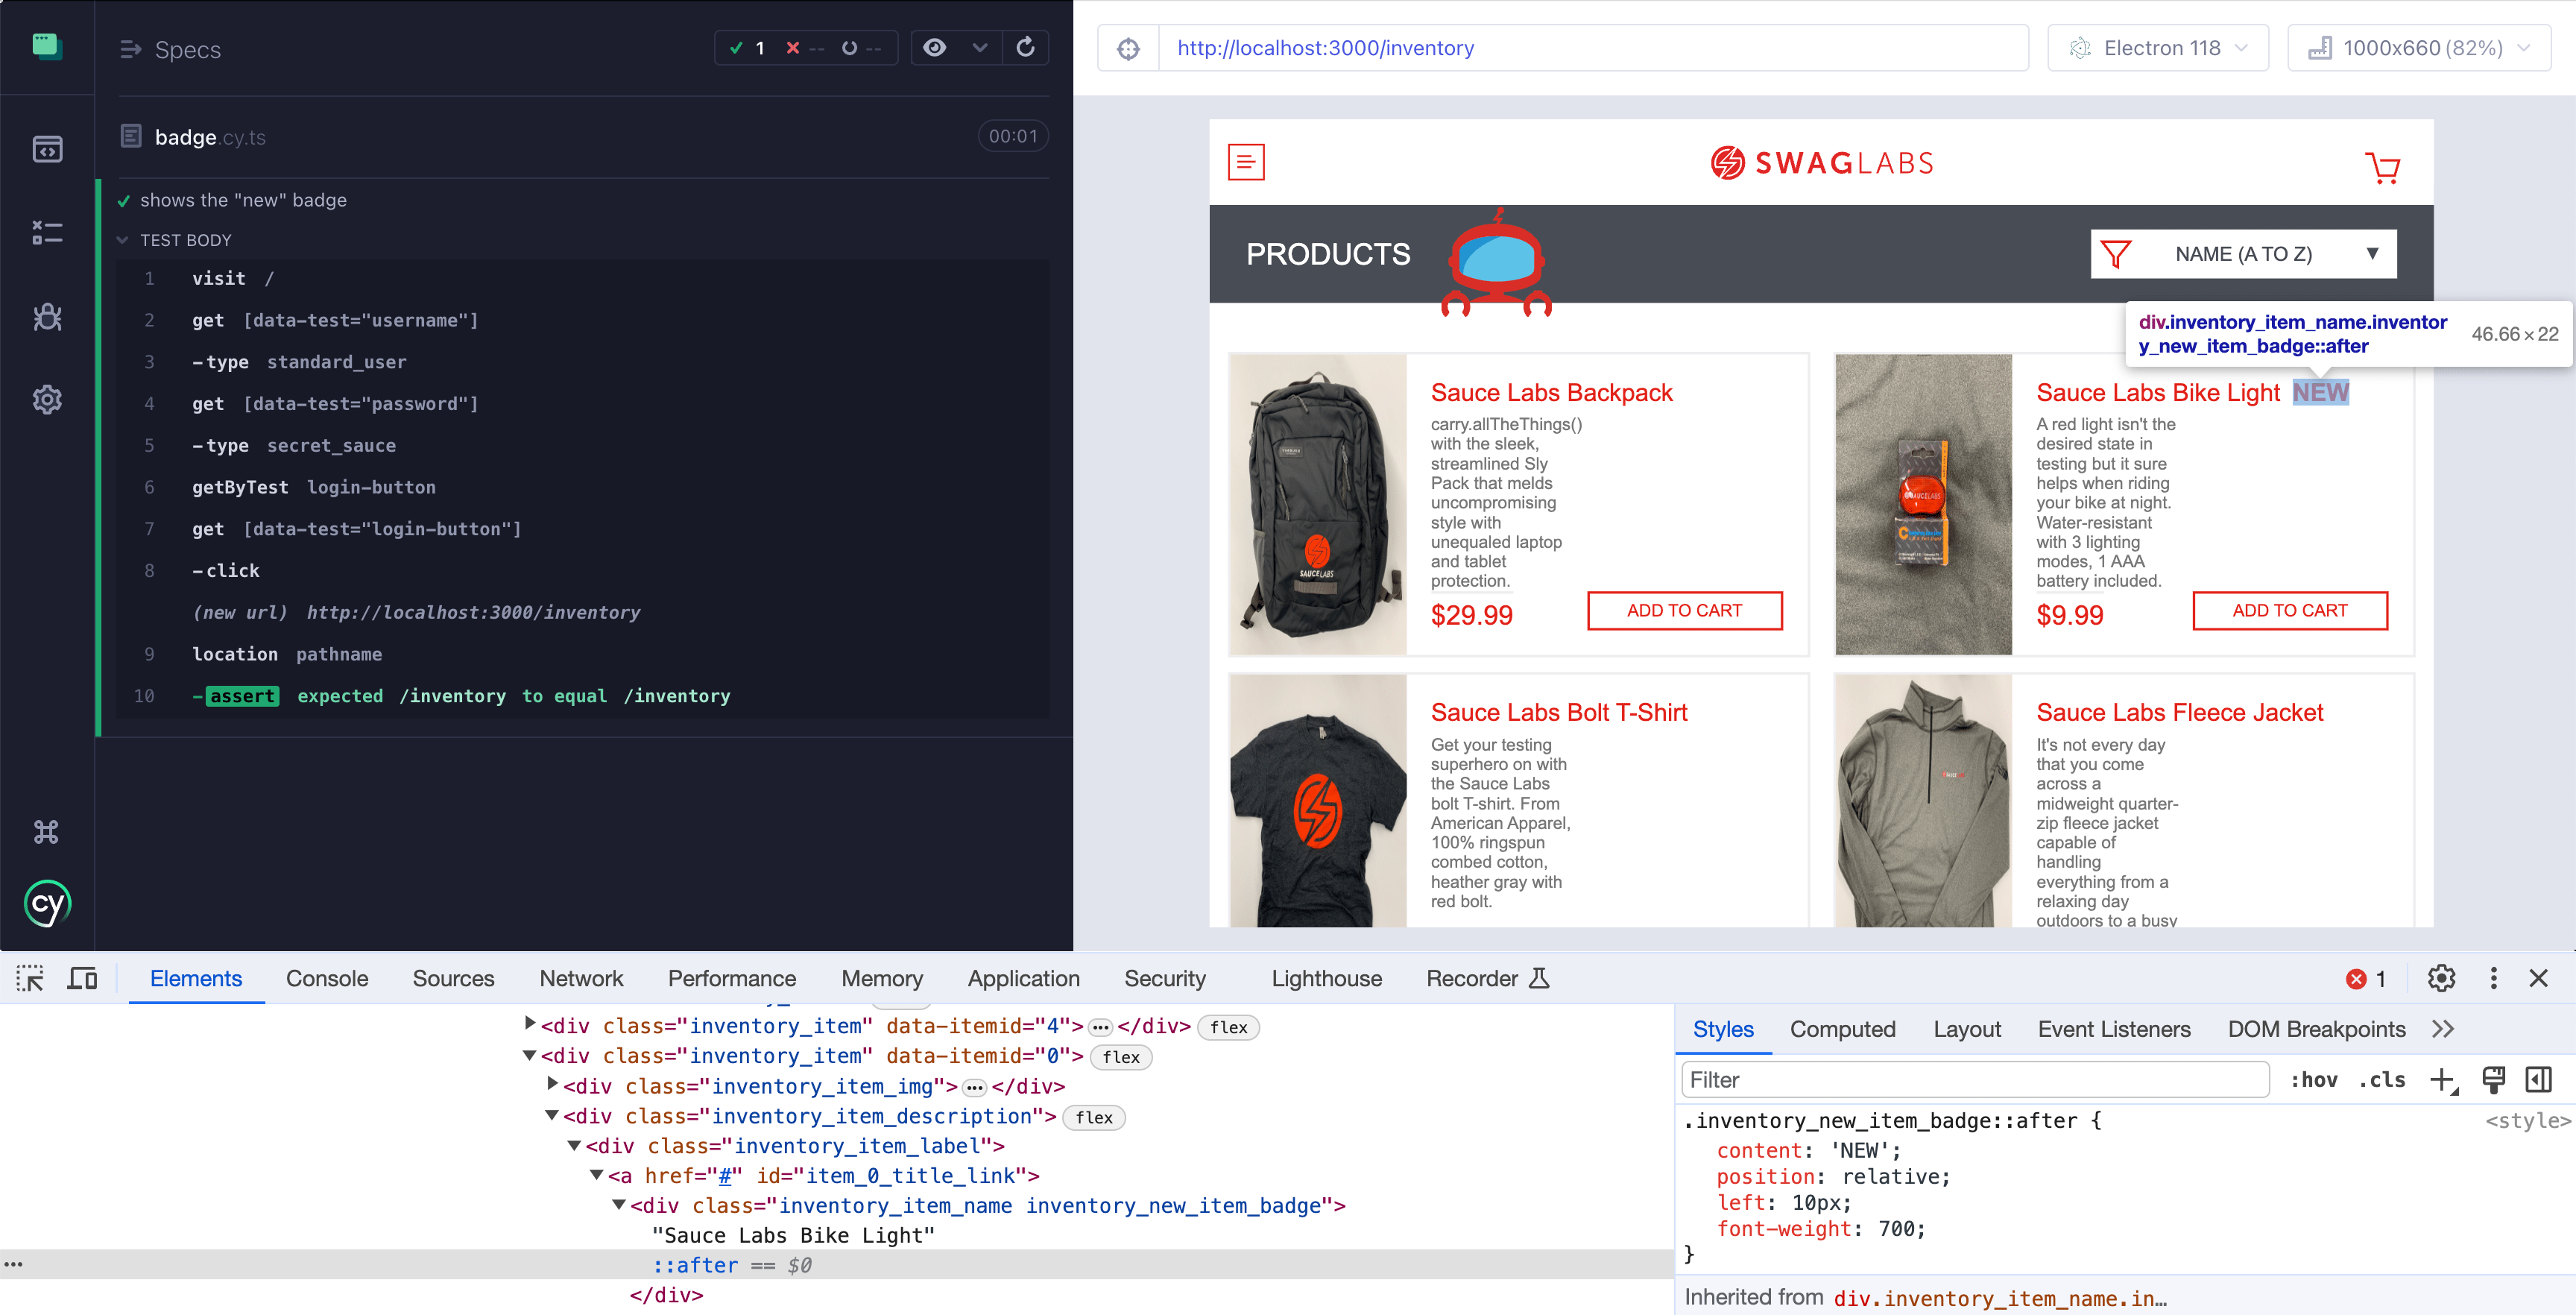 Specs
1 -- --
badge.cy.ts
00:01
shows the "new" badge
TEST BODY
1 visit /
2 get [data-test="username"]
3 -type standard_user
4 get [data-test="password"]
5 -type secret_sauce
6 getByTest login-button
7 get [data-test="login-button"]
8 -click
(new url) http://localhost:3000/inventory
9 location pathname
10 -assert expected /inventory to equal /inventory
cy
http://localhost:3000/inventory
Electron 118
1000x660 (82%)
SWAGLABS
PRODUCTS
NAME (A TO Z)
div.inventory_item_name.inventor
y_new_item_badge::after
46.66×22
Sauce Labs Backpack
carry.allTheThings()
with the sleek,
streamlined Sly
Pack that melds
uncompromising
style with
unequaled laptop
and tablet
protection.
$29.99
ADD TO CART
SAUCELABS
Sauce Labs Bike Light NEW
A red light isn't the
desired state in
testing but it sure
helps when riding
your bike at night.
Water-resistant
with 3 lighting
modes, 1 AAA
battery included.
$9.99
ADD TO CART
SAUCELABS
Sauce Labs Bolt T-Shirt
Get your testing
superhero on with
the Sauce Labs
bolt T-shirt. From
American Apparel,
100% ringspun
combed cotton,
heather gray with
red bolt.
Sauce Labs Fleece Jacket
It's not every day
that you come
across a
midweight quarter-
zip fleece jacket
capable of
handling
everything from a
relaxing day
outdoors to a busy
Elements Console Sources Network Performance Memory Application Security Lighthouse Recorder
1
<div class="inventory_item" data-itemid="4">…</div> flex
<div class="inventory_item" data-itemid="0"> flex
<div class="inventory_item_img">…</div>
<div class="inventory_item_description"> flex
<div class="inventory_item_label">
<a href="#" id="item_0_title_link">
<div class="inventory_item_name inventory_new_item_badge">
"Sauce Labs Bike Light"
… ::after == $0
</div>
Styles Computed Layout Event Listeners DOM Breakpoints
Filter
:hov .cls
.inventory_new_item_badge::after {
<style>
content: 'NEW';
position: relative;
left: 10px;
font-weight: 700;
}
Inherited from div.inventory_item_name.in…